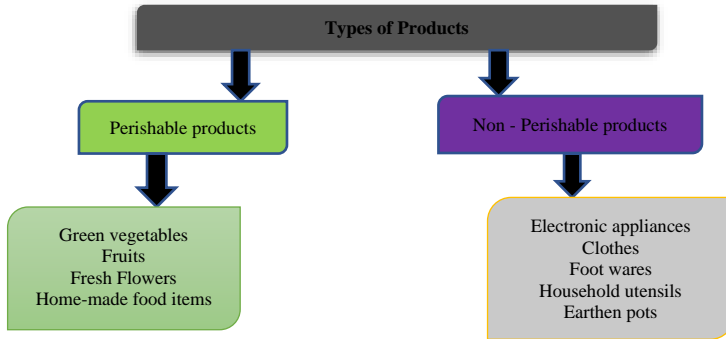 Types of Products
Perishable products
Non - Perishable products
Green vegetables
Fruits
Fresh Flowers
Home-made food items
Electronic appliances
Clothes
Foot wares
Household utensils
Earthen pots